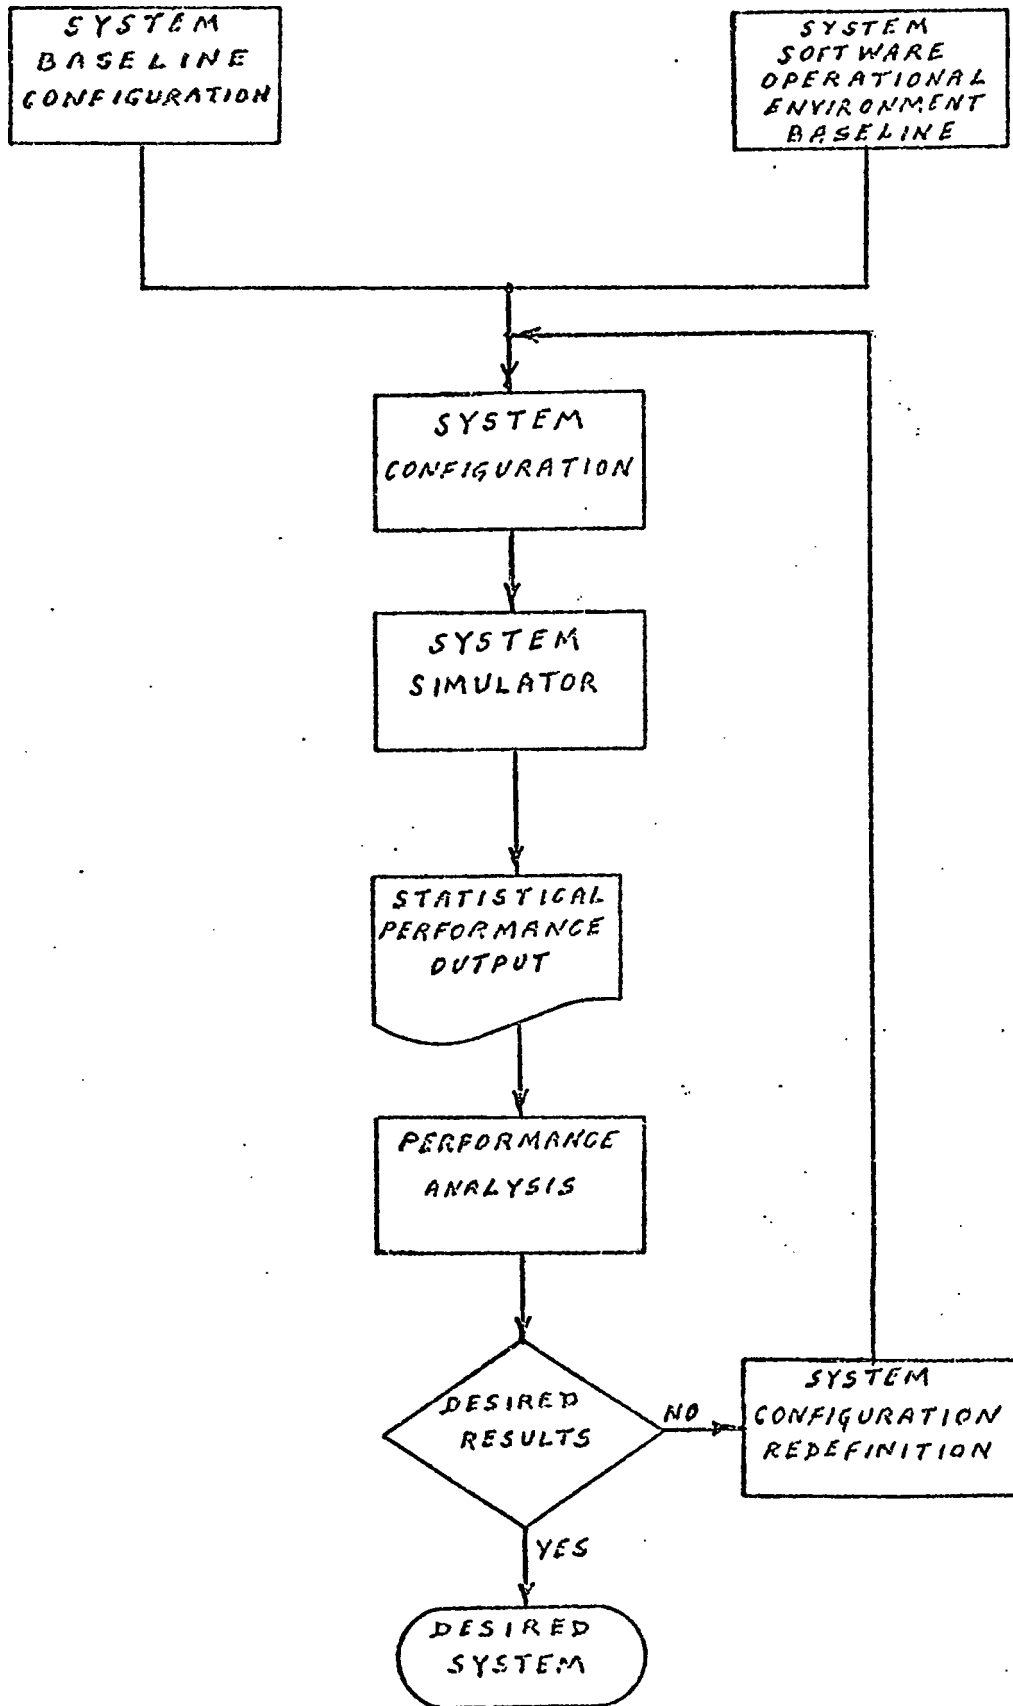 SYSTEM
BASELINE
CONFIGURATION
SYSTEM
SOFTWARE
OPERATIONAL
ENVIRONMENT
BASELINE
SYSTEM
CONFIGURATION
SYSTEM
SIMULATOR
STATISTICAL
PERFORMANCE
OUTPUT
PERFORMANCE
ANALYSIS
DESIRED
RESULTS
NO
SYSTEM
CONFIGURATION
REDEFINITION
YES
DESIRED
SYSTEM